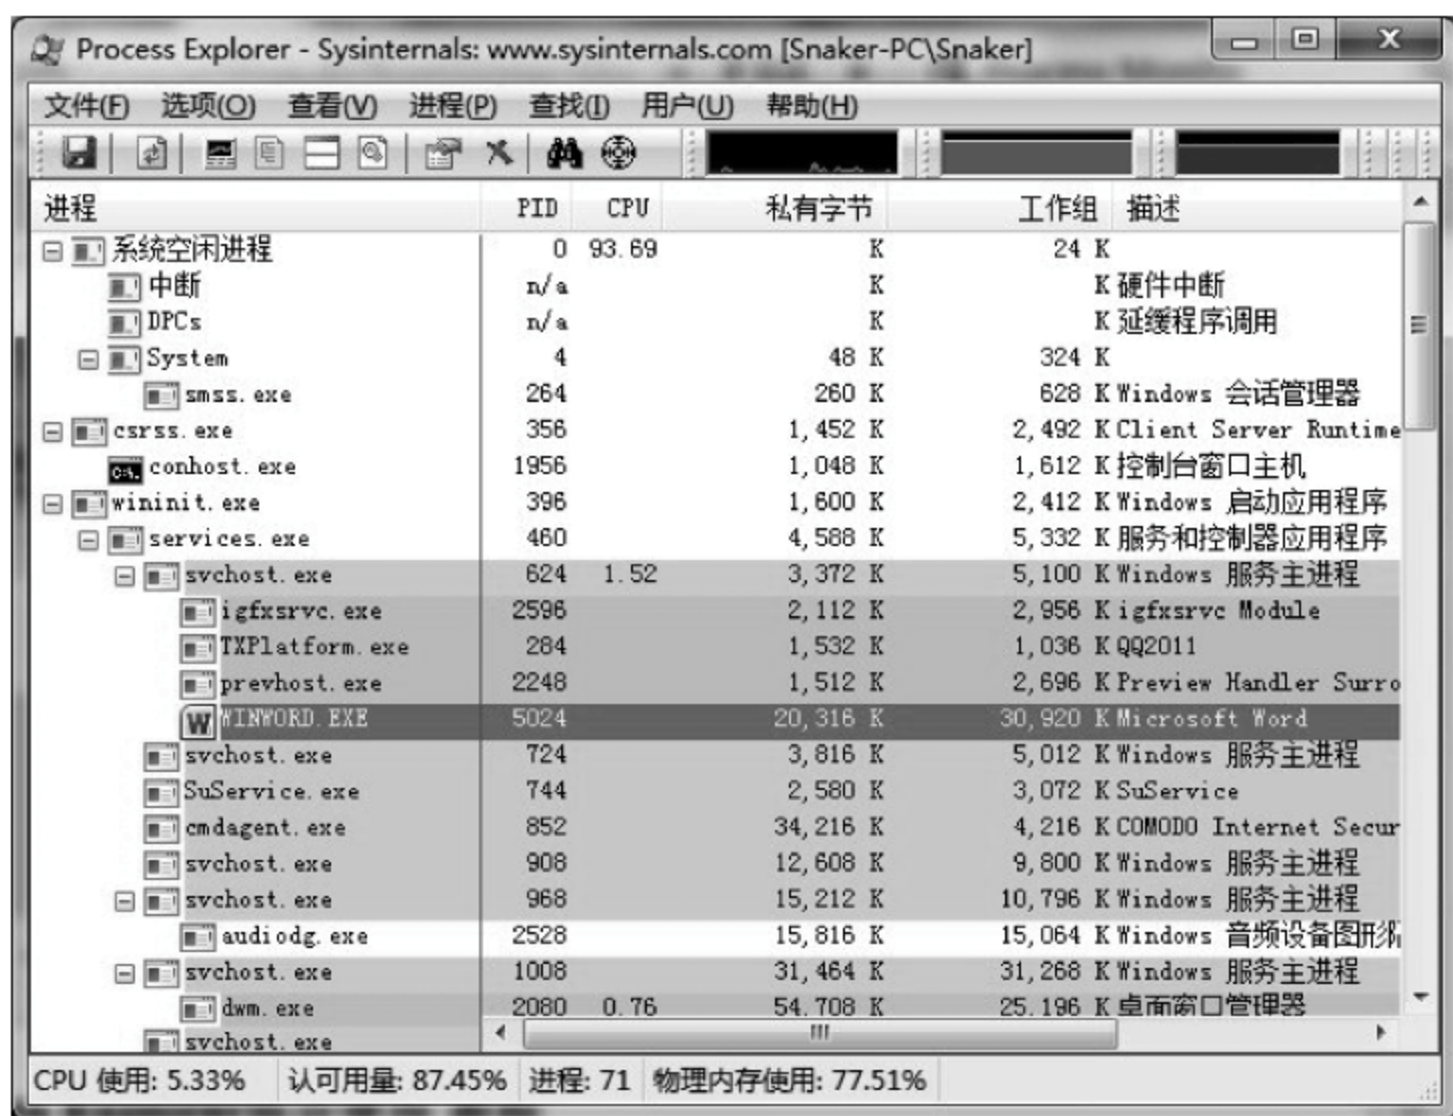 Process Explorer - Sysinternals: www.sysinternals.com [Snaker-PC\Snaker]
文件(F) 选项(O) 查看(V) 进程(P) 查找(I) 用户(U) 帮助(H)
进程 PID CPU 私有字节 工作组 描述
系统空闲进程 0 93.69 K 24 K
中断 n/a K K 硬件中断
DPCs n/a K K 延缓程序调用
System 4 48 K 324 K
smss.exe 264 260 K 628 K Windows 会话管理器
csrss.exe 356 1,452 K 2,492 K Client Server Runtime
conhost.exe 1956 1,048 K 1,612 K 控制台窗口主机
wininit.exe 396 1,600 K 2,412 K Windows 启动应用程序
services.exe 460 4,588 K 5,332 K 服务和控制器应用程序
svchost.exe 624 1.52 3,372 K 5,100 K Windows 服务主进程
igfxsrvc.exe 2596 2,112 K 2,956 K igfxsrvc Module
TXPlatform.exe 284 1,532 K 1,036 K QQ2011
prevhost.exe 2248 1,512 K 2,696 K Preview Handler Surro
WINWORD.EXE 5024 20,316 K 30,920 K Microsoft Word
svchost.exe 724 3,816 K 5,012 K Windows 服务主进程
SuService.exe 744 2,580 K 3,072 K SuService
cmdagent.exe 852 34,216 K 4,216 K COMODO Internet Secur
svchost.exe 908 12,608 K 9,800 K Windows 服务主进程
svchost.exe 968 15,212 K 10,796 K Windows 服务主进程
audiodg.exe 2528 15,816 K 15,064 K Windows 音频设备图形
svchost.exe 1008 31,464 K 31,268 K Windows 服务主进程
dwm.exe 2080 0.76 54,708 K 25,196 K 桌面窗口管理器
svchost.exe
CPU 使用: 5.33% 认可用量: 87.45% 进程: 71 物理内存使用: 77.51%